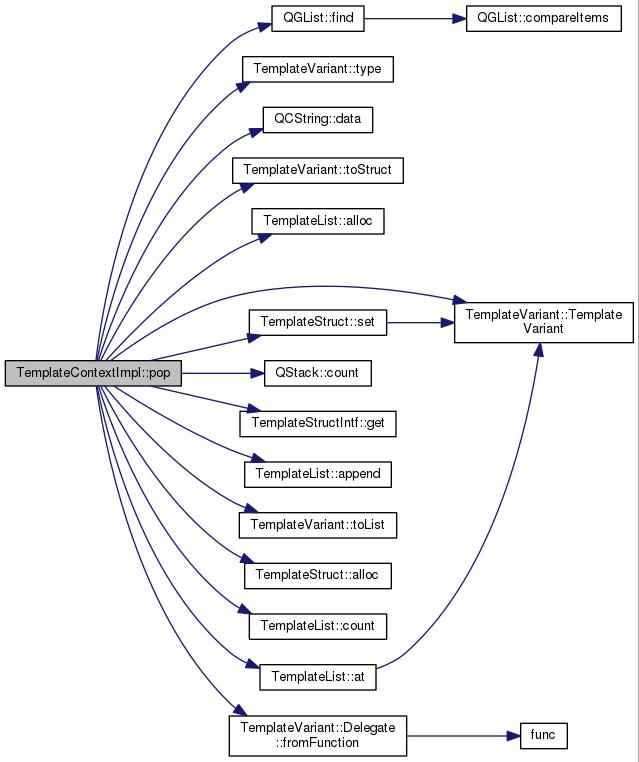 QGList::find
QGList::compareItems
TemplateVariant::type
QCString::data
TemplateVariant::toStruct
TemplateList::alloc
TemplateVariant::Template
Variant
TemplateStruct::set
TemplateContextImpl::pop
QStack::count
TemplateStructIntf::get
TemplateList::append
TemplateVariant::toList
TemplateStruct::alloc
TemplateList::count
TemplateList::at
TemplateVariant::Delegate
::fromFunction
func